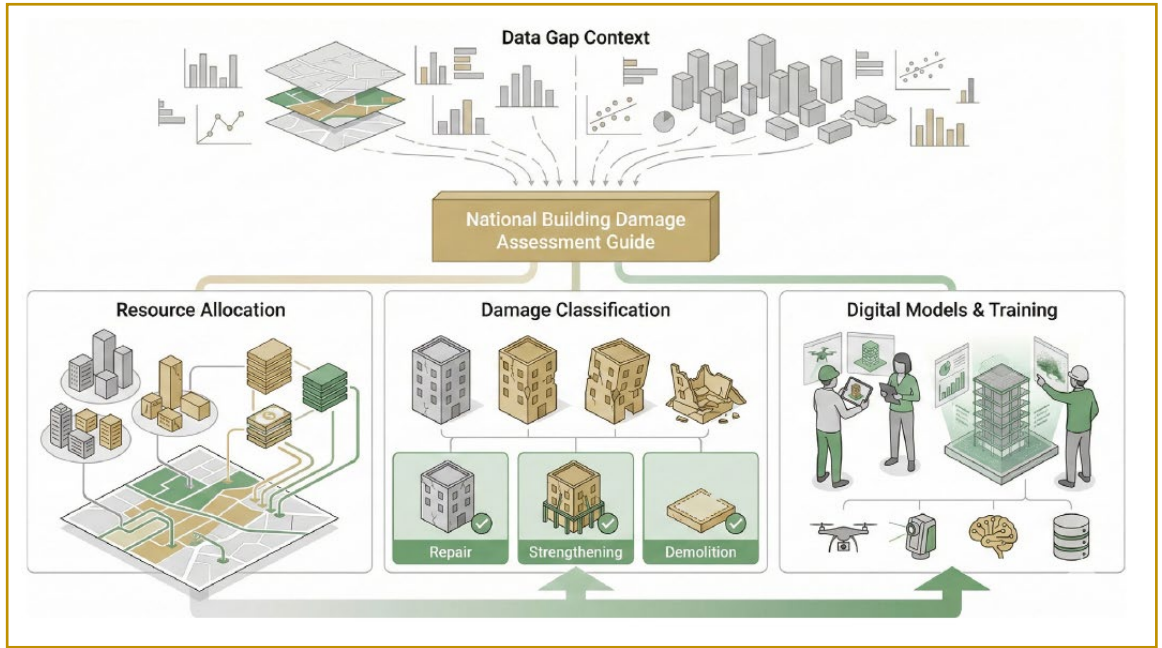 Data Gap Context
National Building Damage
Assessment Guide
Resource Allocation
Damage Classification
Digital Models & Training
Repair
Strengthening
Demolition